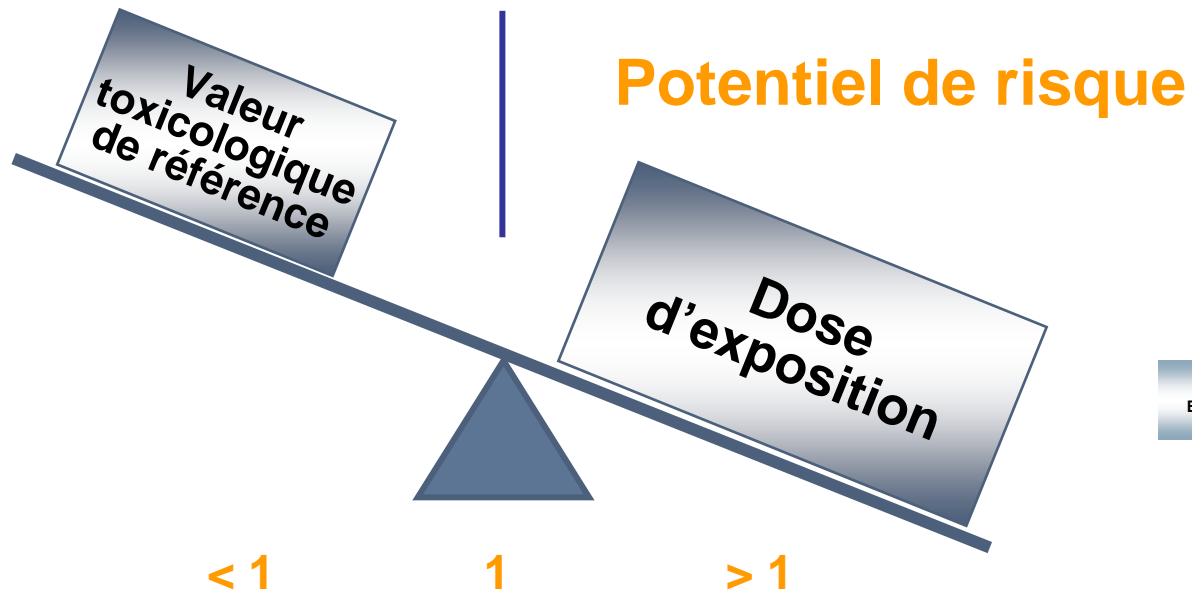 Potentiel de risque
Valeur
toxicologique
de référence
Dose
d’exposition
< 1 1 > 1